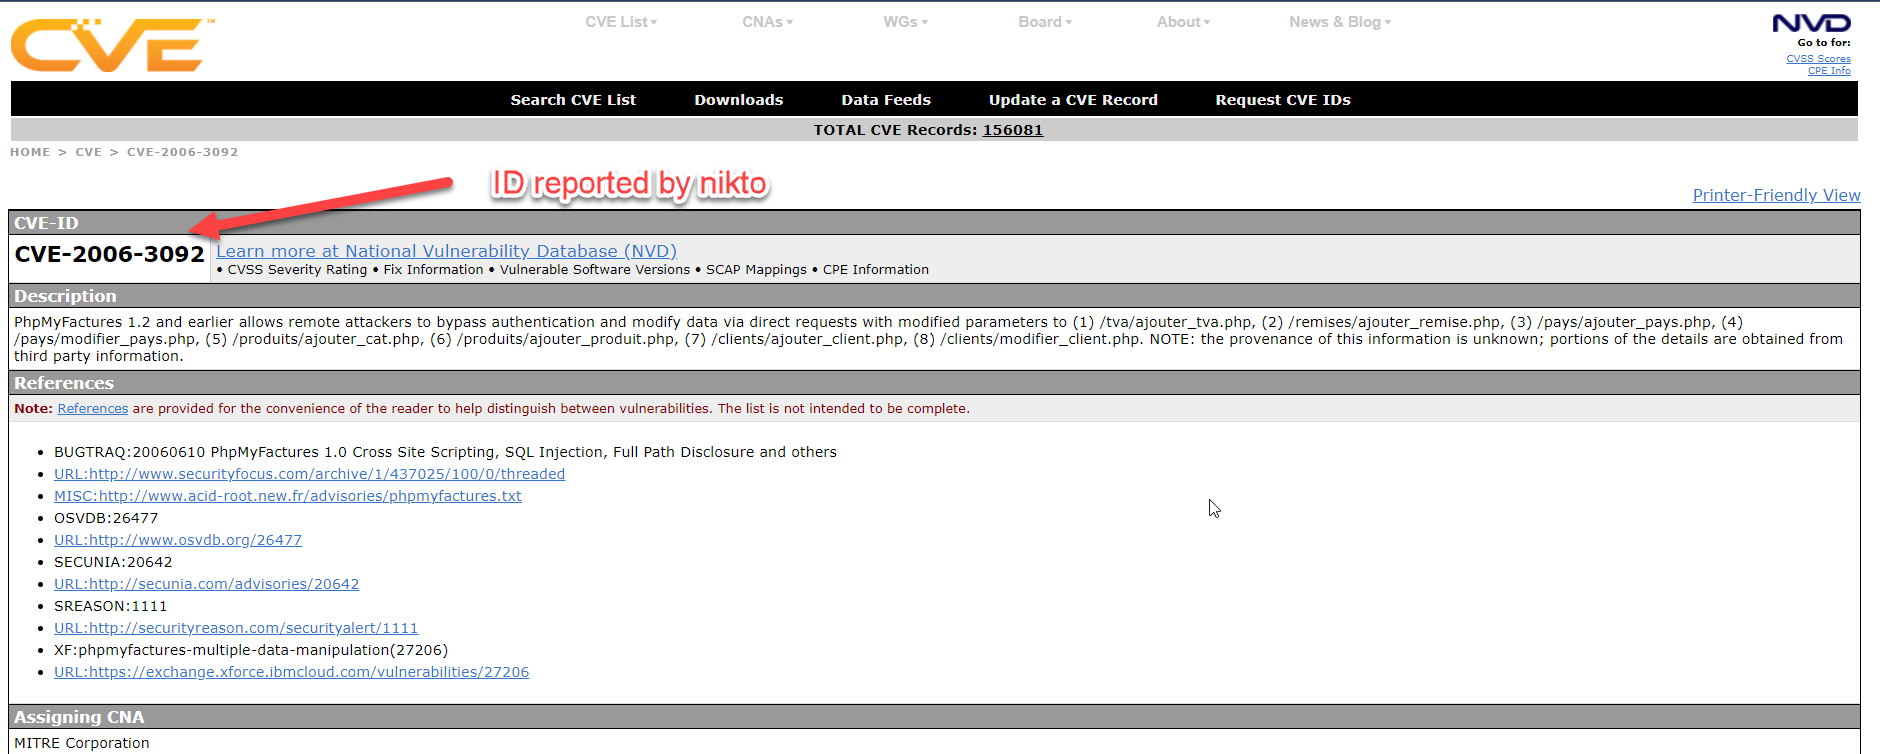 CVE™
CVE List▾ CNAs▾ WGs▾ Board▾ About▾ News & Blog▾
NVD
Go to for:
CVSS Scores
CPE Info
Search CVE List Downloads Data Feeds Update a CVE Record Request CVE IDs
TOTAL CVE Records: 156081
HOME > CVE > CVE-2006-3092
ID reported by nikto
Printer-Friendly View
CVE-ID
CVE-2006-3092
Learn more at National Vulnerability Database (NVD)
• CVSS Severity Rating • Fix Information • Vulnerable Software Versions • SCAP Mappings • CPE Information
Description
PhpMyFactures 1.2 and earlier allows remote attackers to bypass authentication and modify data via direct requests with modified parameters to (1) /tva/ajouter_tva.php, (2) /remises/ajouter_remise.php, (3) /pays/ajouter_pays.php, (4)
/pays/modifier_pays.php, (5) /produits/ajouter_cat.php, (6) /produits/ajouter_produit.php, (7) /clients/ajouter_client.php, (8) /clients/modifier_client.php. NOTE: the provenance of this information is unknown; portions of the details are obtained from
third party information.
References
Note: References are provided for the convenience of the reader to help distinguish between vulnerabilities. The list is not intended to be complete.
• BUGTRAQ:20060610 PhpMyFactures 1.0 Cross Site Scripting, SQL Injection, Full Path Disclosure and others
• URL:http://www.securityfocus.com/archive/1/437025/100/0/threaded
• MISC:http://www.acid-root.new.fr/advisories/phpmyfactures.txt
• OSVDB:26477
• URL:http://www.osvdb.org/26477
• SECUNIA:20642
• URL:http://secunia.com/advisories/20642
• SREASON:1111
• URL:http://securityreason.com/securityalert/1111
• XF:phpmyfactures-multiple-data-manipulation(27206)
• URL:https://exchange.xforce.ibmcloud.com/vulnerabilities/27206
Assigning CNA
MITRE Corporation